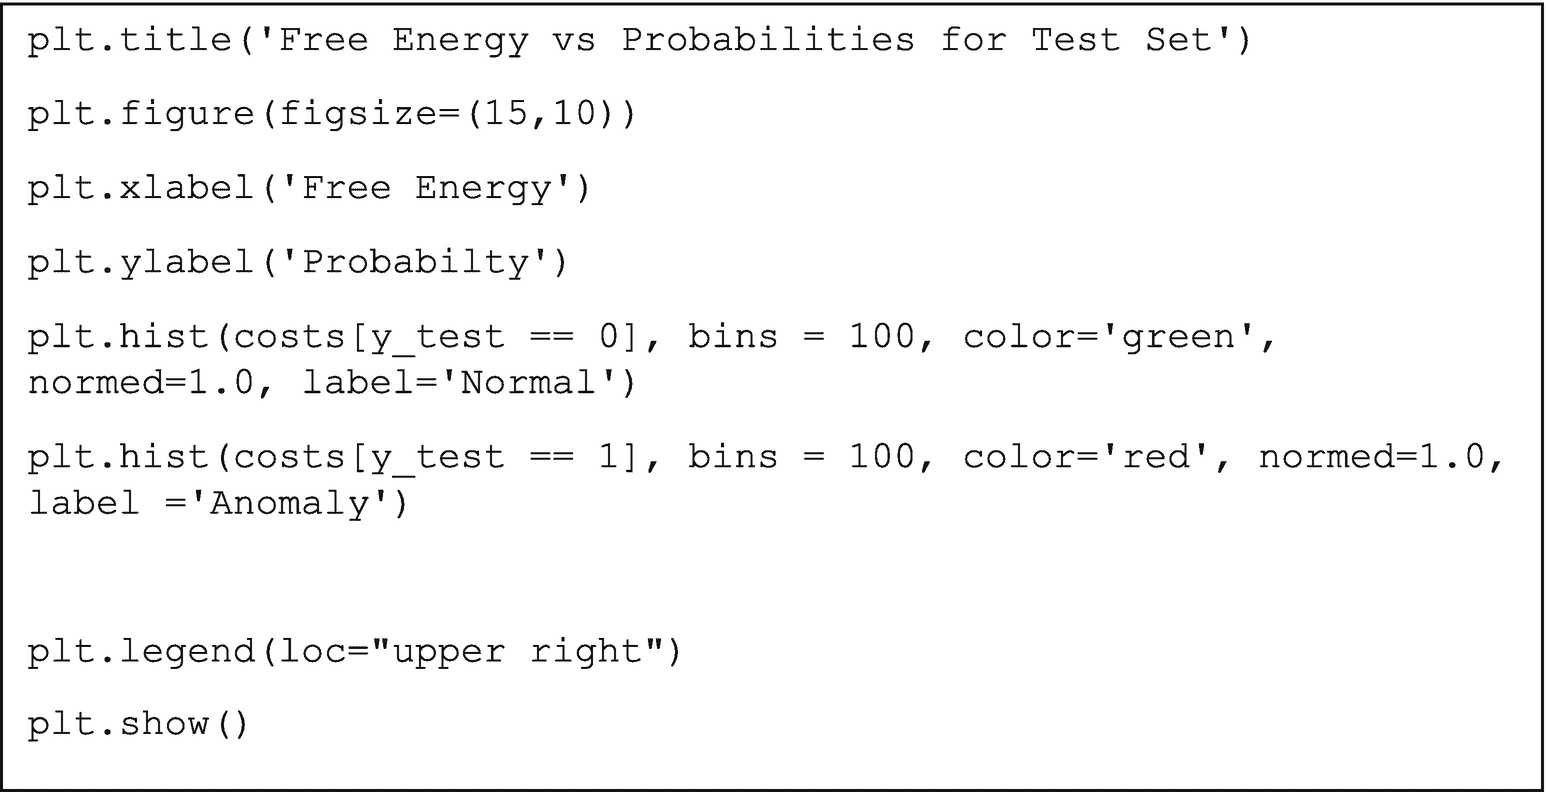 plt.title('Free Energy vs Probabilities for Test Set')
plt.figure(figsize=(15,10))
plt.xlabel('Free Energy')
plt.ylabel('Probabilty')
plt.hist(costs[y_test == 0], bins = 100, color='green',
normed=1.0, label='Normal')
plt.hist(costs[y_test == 1], bins = 100, color='red', normed=1.0,
label ='Anomaly')
plt.legend(loc="upper right")
plt.show()